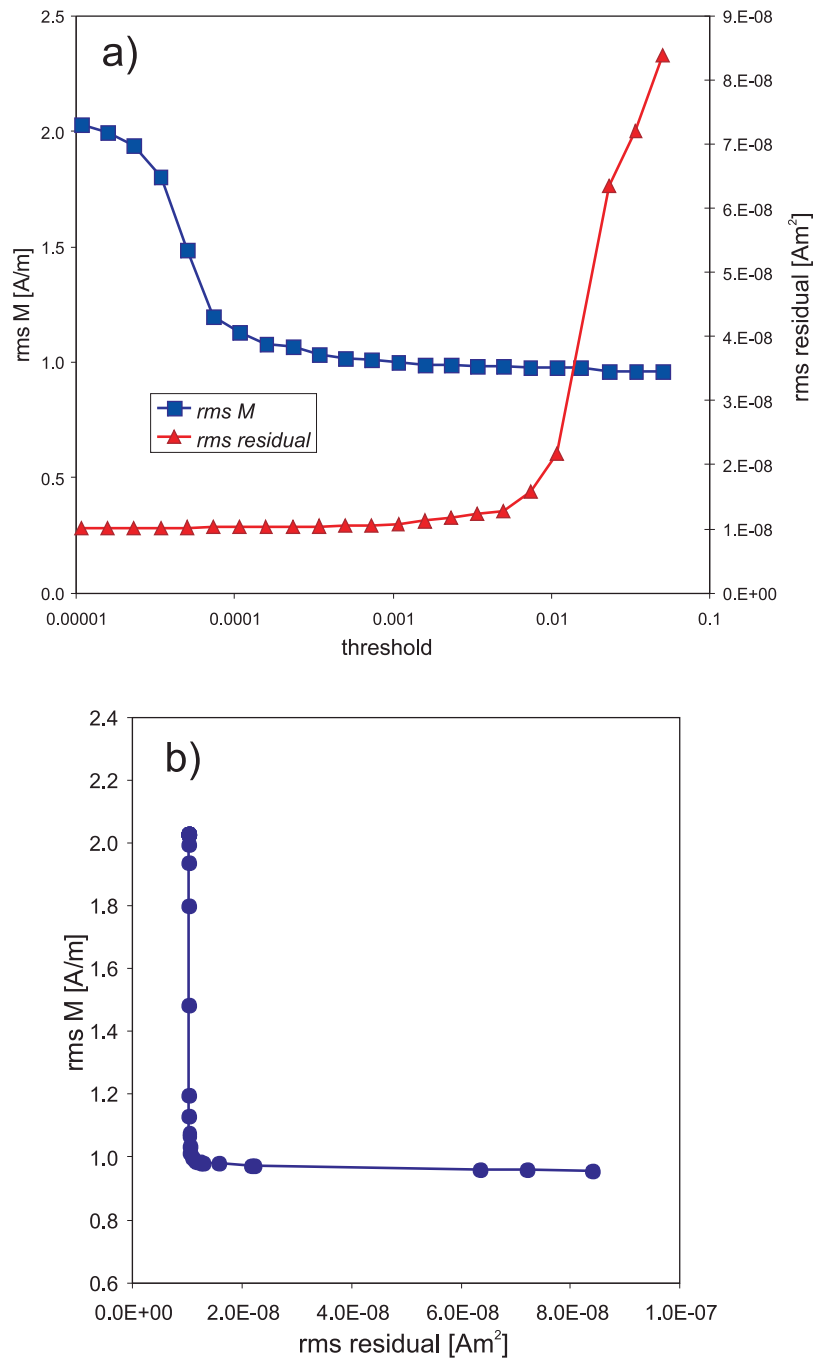 a)
2.5
2.0
1.5
1.0
0.5
0.0
rms M [A/m]
9.E-08
8.E-08
7.E-08
6.E-08
5.E-08
4.E-08
3.E-08
2.E-08
1.E-08
0.E+00
rms residual [Am²]
rms M
rms residual
0.00001
0.0001
0.001
0.01
0.1
threshold
b)
2.4
2.2
2.0
1.8
1.6
1.4
1.2
1.0
0.8
0.6
rms M [A/m]
0.0E+00
2.0E-08
4.0E-08
6.0E-08
8.0E-08
1.0E-07
rms residual [Am²]